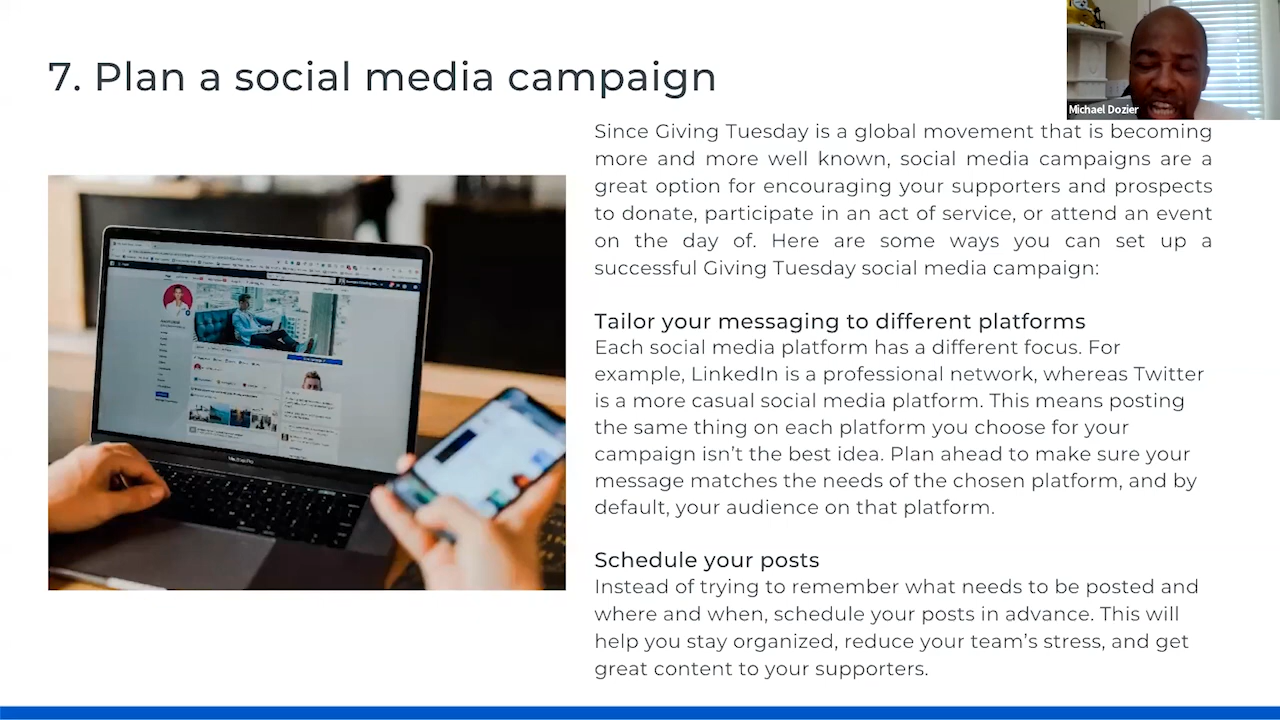 7. Plan a social media campaign
Michael Dozier
Since Giving Tuesday is a global movement that is becoming
more and more well known, social media campaigns are a
great option for encouraging your supporters and prospects
to donate, participate in an act of service, or attend an event
on the day of. Here are some ways you can set up a
successful Giving Tuesday social media campaign:
Tailor your messaging to different platforms
Each social media platform has a different focus. For
example, LinkedIn is a professional network, whereas Twitter
is a more casual social media platform. This means posting
the same thing on each platform you choose for your
campaign isn't the best idea. Plan ahead to make sure your
message matches the needs of the chosen platform, and by
default, your audience on that platform.
Schedule your posts
Instead of trying to remember what needs to be posted and
where and when, schedule your posts in advance. This will
help you stay organized, reduce your team's stress, and get
great content to your supporters.
MacBook Pro